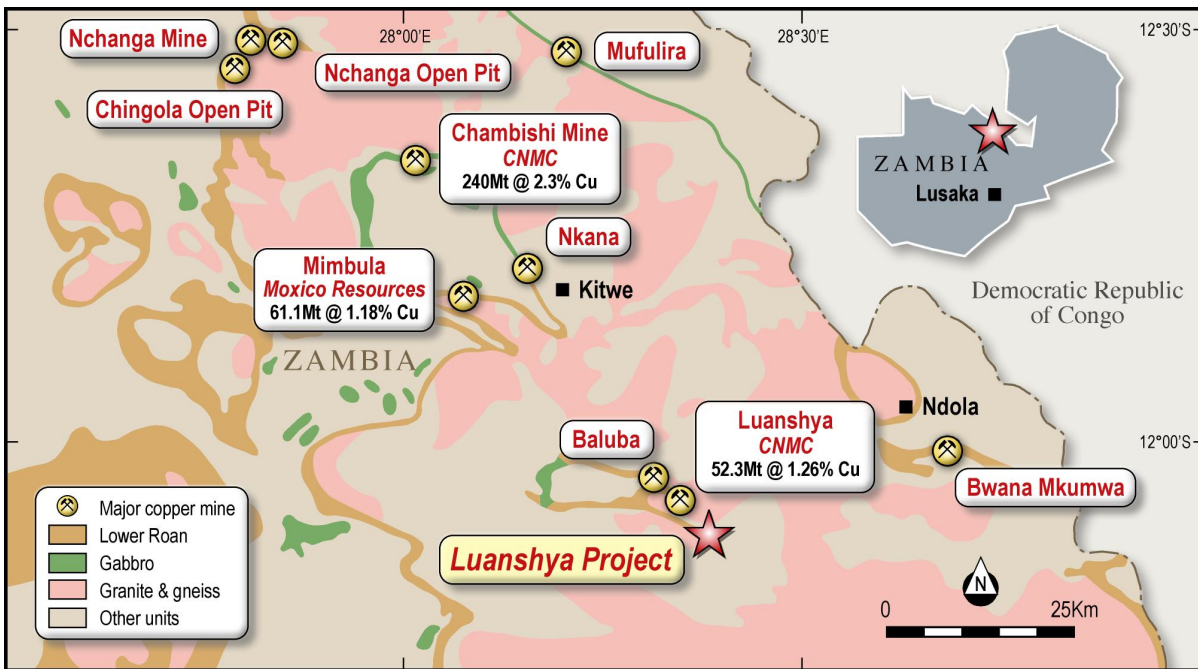 28°00'E
28°30'E
12°30'S
Nchanga Mine
Nchanga Open Pit
Mufulira
Chingola Open Pit
Chambishi Mine
CNMC
240Mt @ 2.3% Cu
ZAMBIA
Lusaka
Nkana
Mimbula
Moxico Resources
61.1Mt @ 1.18% Cu
Kitwe
Democratic Republic
of Congo
ZAMBIA
Ndola
Luanshya
CNMC
52.3Mt @ 1.26% Cu
Baluba
12°00'S
Bwana Mkumwa
Luanshya Project
Major copper mine
Lower Roan
Gabbro
Granite & gneiss
Other units
N
0
25Km